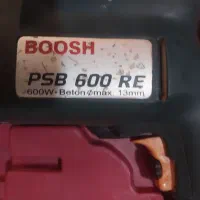 BOOSH
PSB 600 RE
600W-Beton Ø max. 13mm